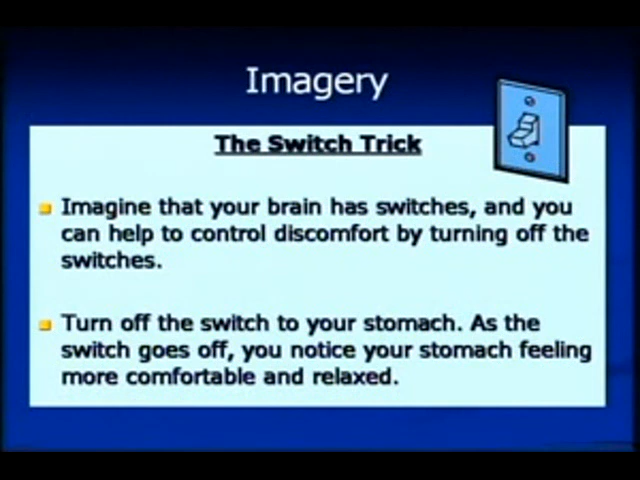 Imagery
The Switch Trick
Imagine that your brain has switches, and you
can help to control discomfort by turning off the
switches.
Turn off the switch to your stomach. As the
switch goes off, you notice your stomach feeling
more comfortable and relaxed.